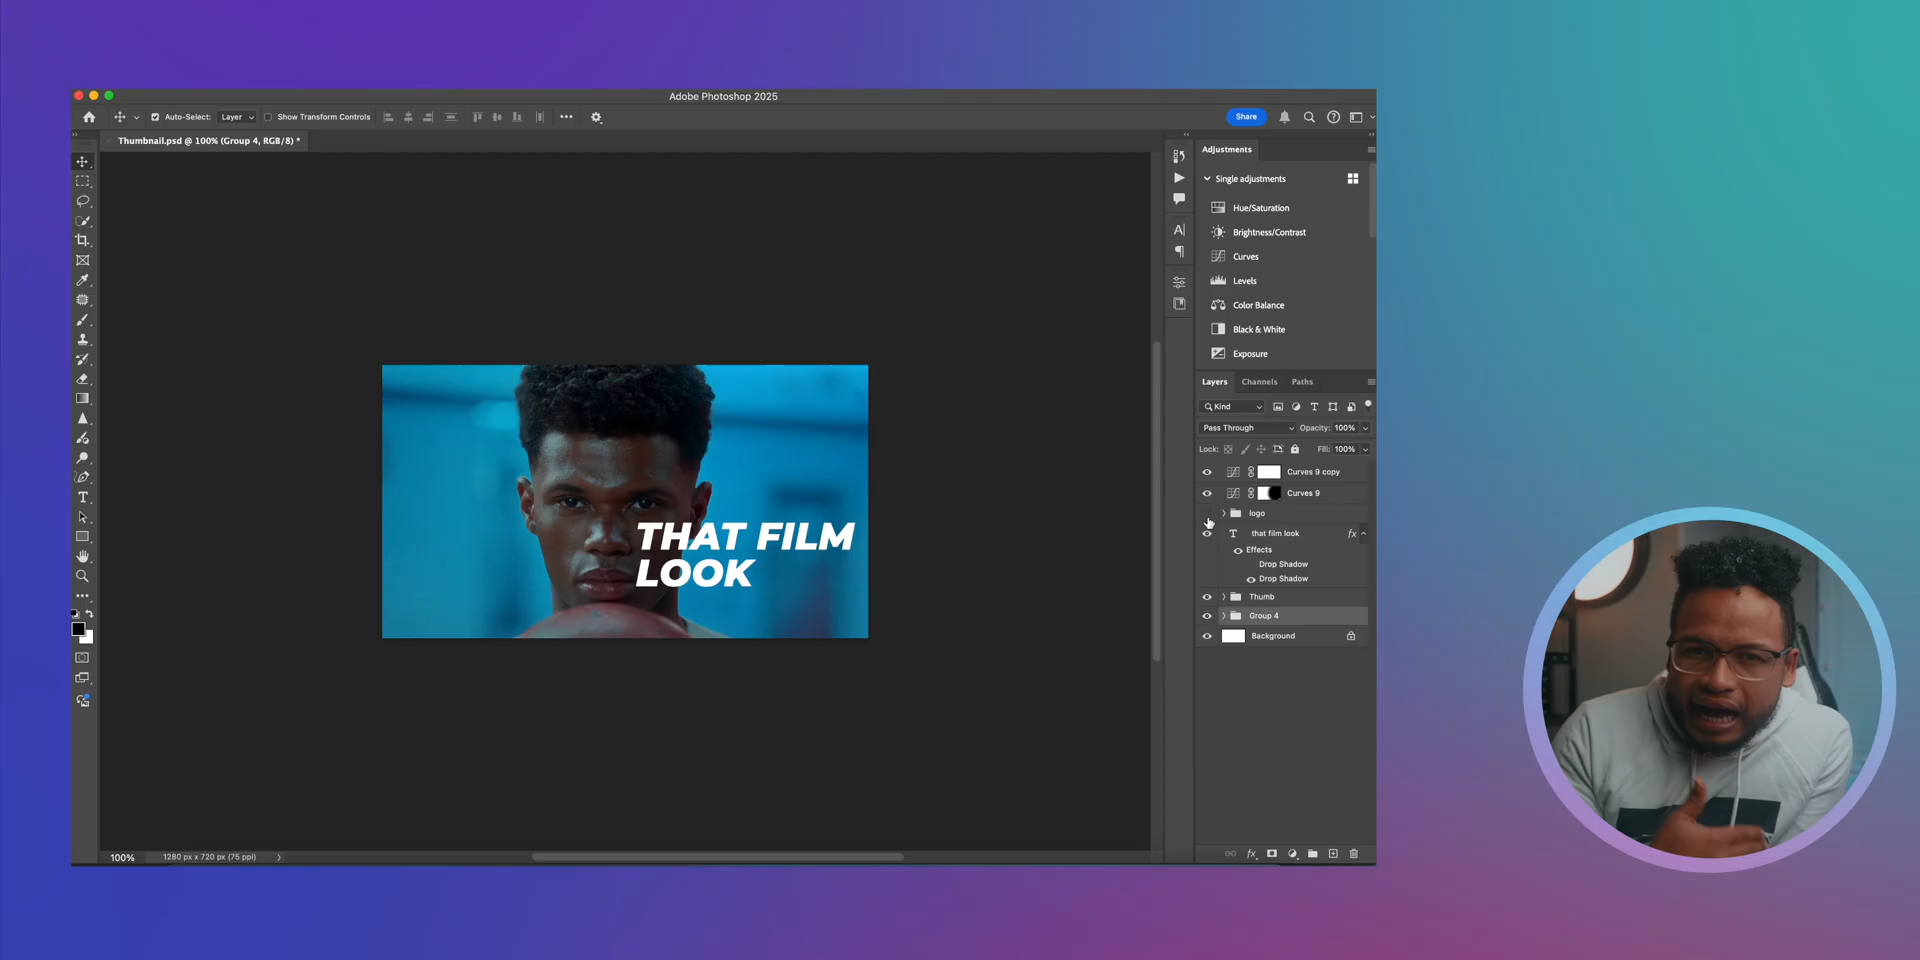 Adobe Photoshop 2025
Auto-Select: Layer Show Transform Controls
Share
Thumbnail.psd @ 100% (Group 4, RGB/8) *
Adjustments
Single adjustments
Hue/Saturation
Brightness/Contrast
Curves
Levels
Color Balance
Black & White
Exposure
Layers Channels Paths
Kind
Pass Through Opacity: 100%
Lock: Fill: 100%
Curves 9 copy
Curves 9
logo
that film look fx
Effects
Drop Shadow
Drop Shadow
Thumb
Group 4
Background
THAT FILM
LOOK
100% 1280 px x 720 px (75 ppi)
fx